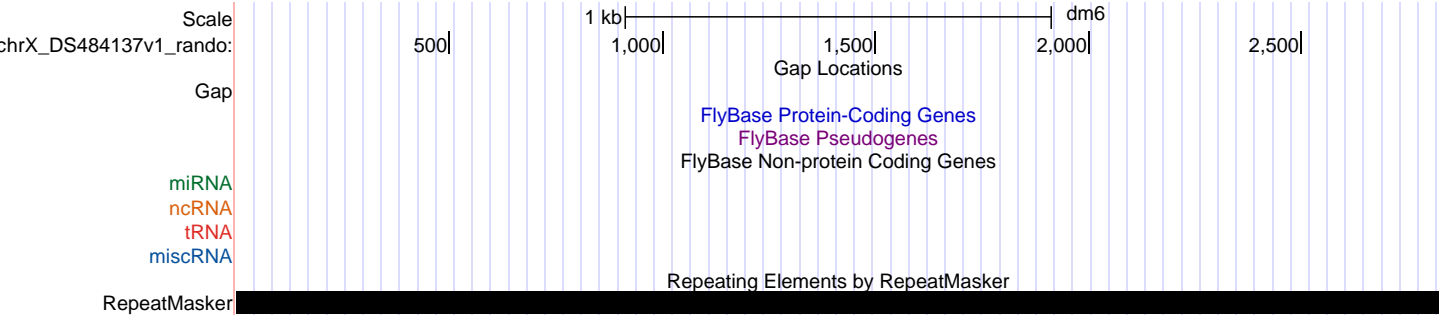 Scale 1 kb dm6
chrX_DS484137v1_rando: 500 1,000 1,500 2,000 2,500
Gap Locations
Gap
FlyBase Protein-Coding Genes
FlyBase Pseudogenes
FlyBase Non-protein Coding Genes
miRNA
ncRNA
tRNA
miscRNA
Repeating Elements by RepeatMasker
RepeatMasker